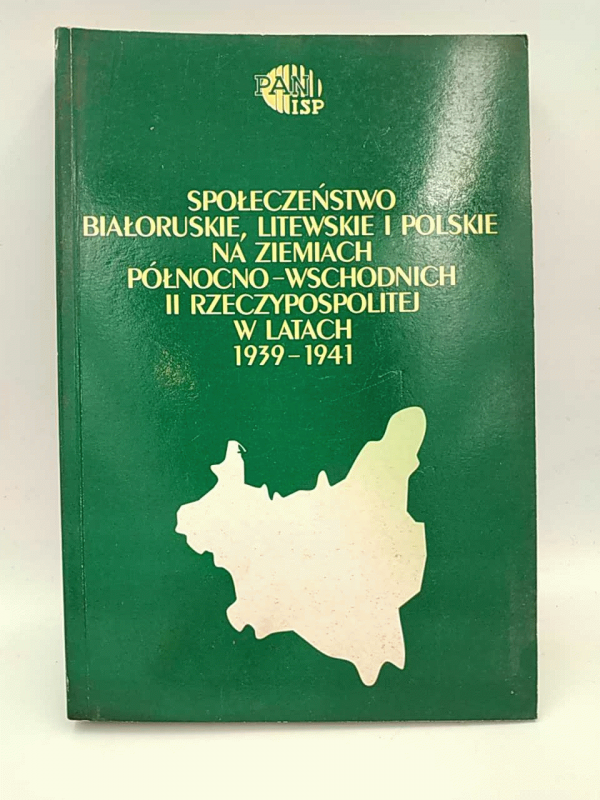 PAN
ISP
SPOŁECZEŃSTWO
BIAŁORUSKIE, LITEWSKIE I POLSKIE
NA ZIEMIACH
PÓŁNOCNO-WSCHODNICH
II RZECZYPOSPOLITEJ
W LATACH
1939-1941